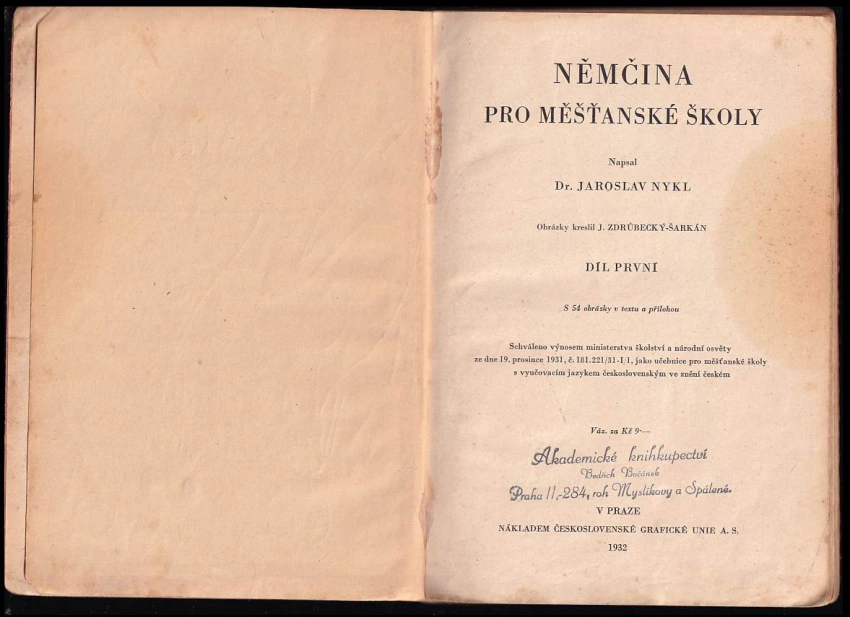 NĚMČINA
PRO MĚŠŤANSKÉ ŠKOLY
Napsal
Dr. JAROSLAV NYKL
Obrázky kreslil J. ZDRŮBECKÝ-ŠARKÁN
DÍL PRVNÍ
S 54 obrázky v textu a přílohou
Schváleno výnosem ministerstva školství a národní osvěty
ze dne 19. prosince 1931, č. 181.221/31-I/1, jako učebnice pro měšťanské školy
s vyučovacím jazykem československým ve znění českém
Váz. za Kč 9·—
Akademické knihkupectví
Bedřich Bočánek
Praha II.-284, roh Myslíkovy a Spálené.
V PRAZE
NÁKLADEM ČESKOSLOVENSKÉ GRAFICKÉ UNIE A. S.
1932